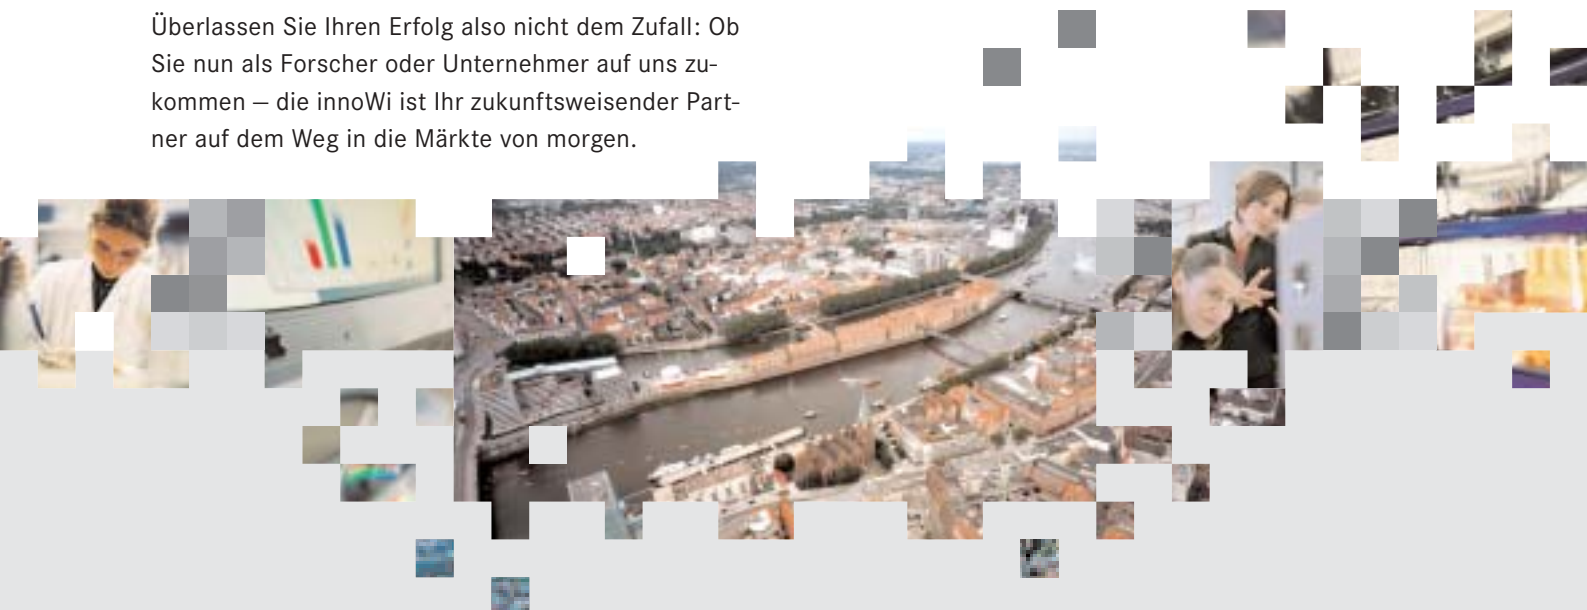 Überlassen Sie Ihren Erfolg also nicht dem Zufall: Ob
Sie nun als Forscher oder Unternehmer auf uns zu-
kommen – die innoWi ist Ihr zukunftsweisender Part-
ner auf dem Weg in die Märkte von morgen.